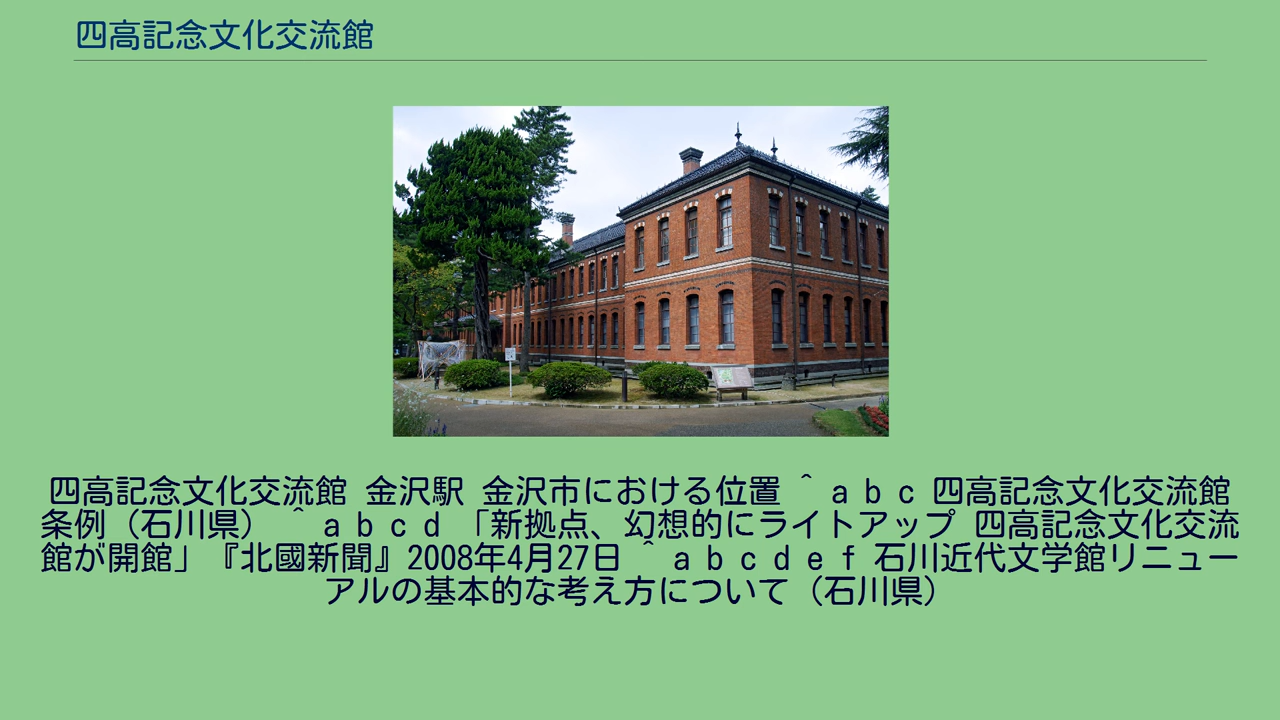 四高記念文化交流館
四高記念文化交流館 金沢駅 金沢市における位置 ^ a b c 四高記念文化交流館
条例（石川県） ^ a b c d 「新拠点、幻想的にライトアップ 四高記念文化交流
館が開館」『北國新聞』2008年4月27日 ^ a b c d e f 石川近代文学館リニュー
アルの基本的な考え方について（石川県）